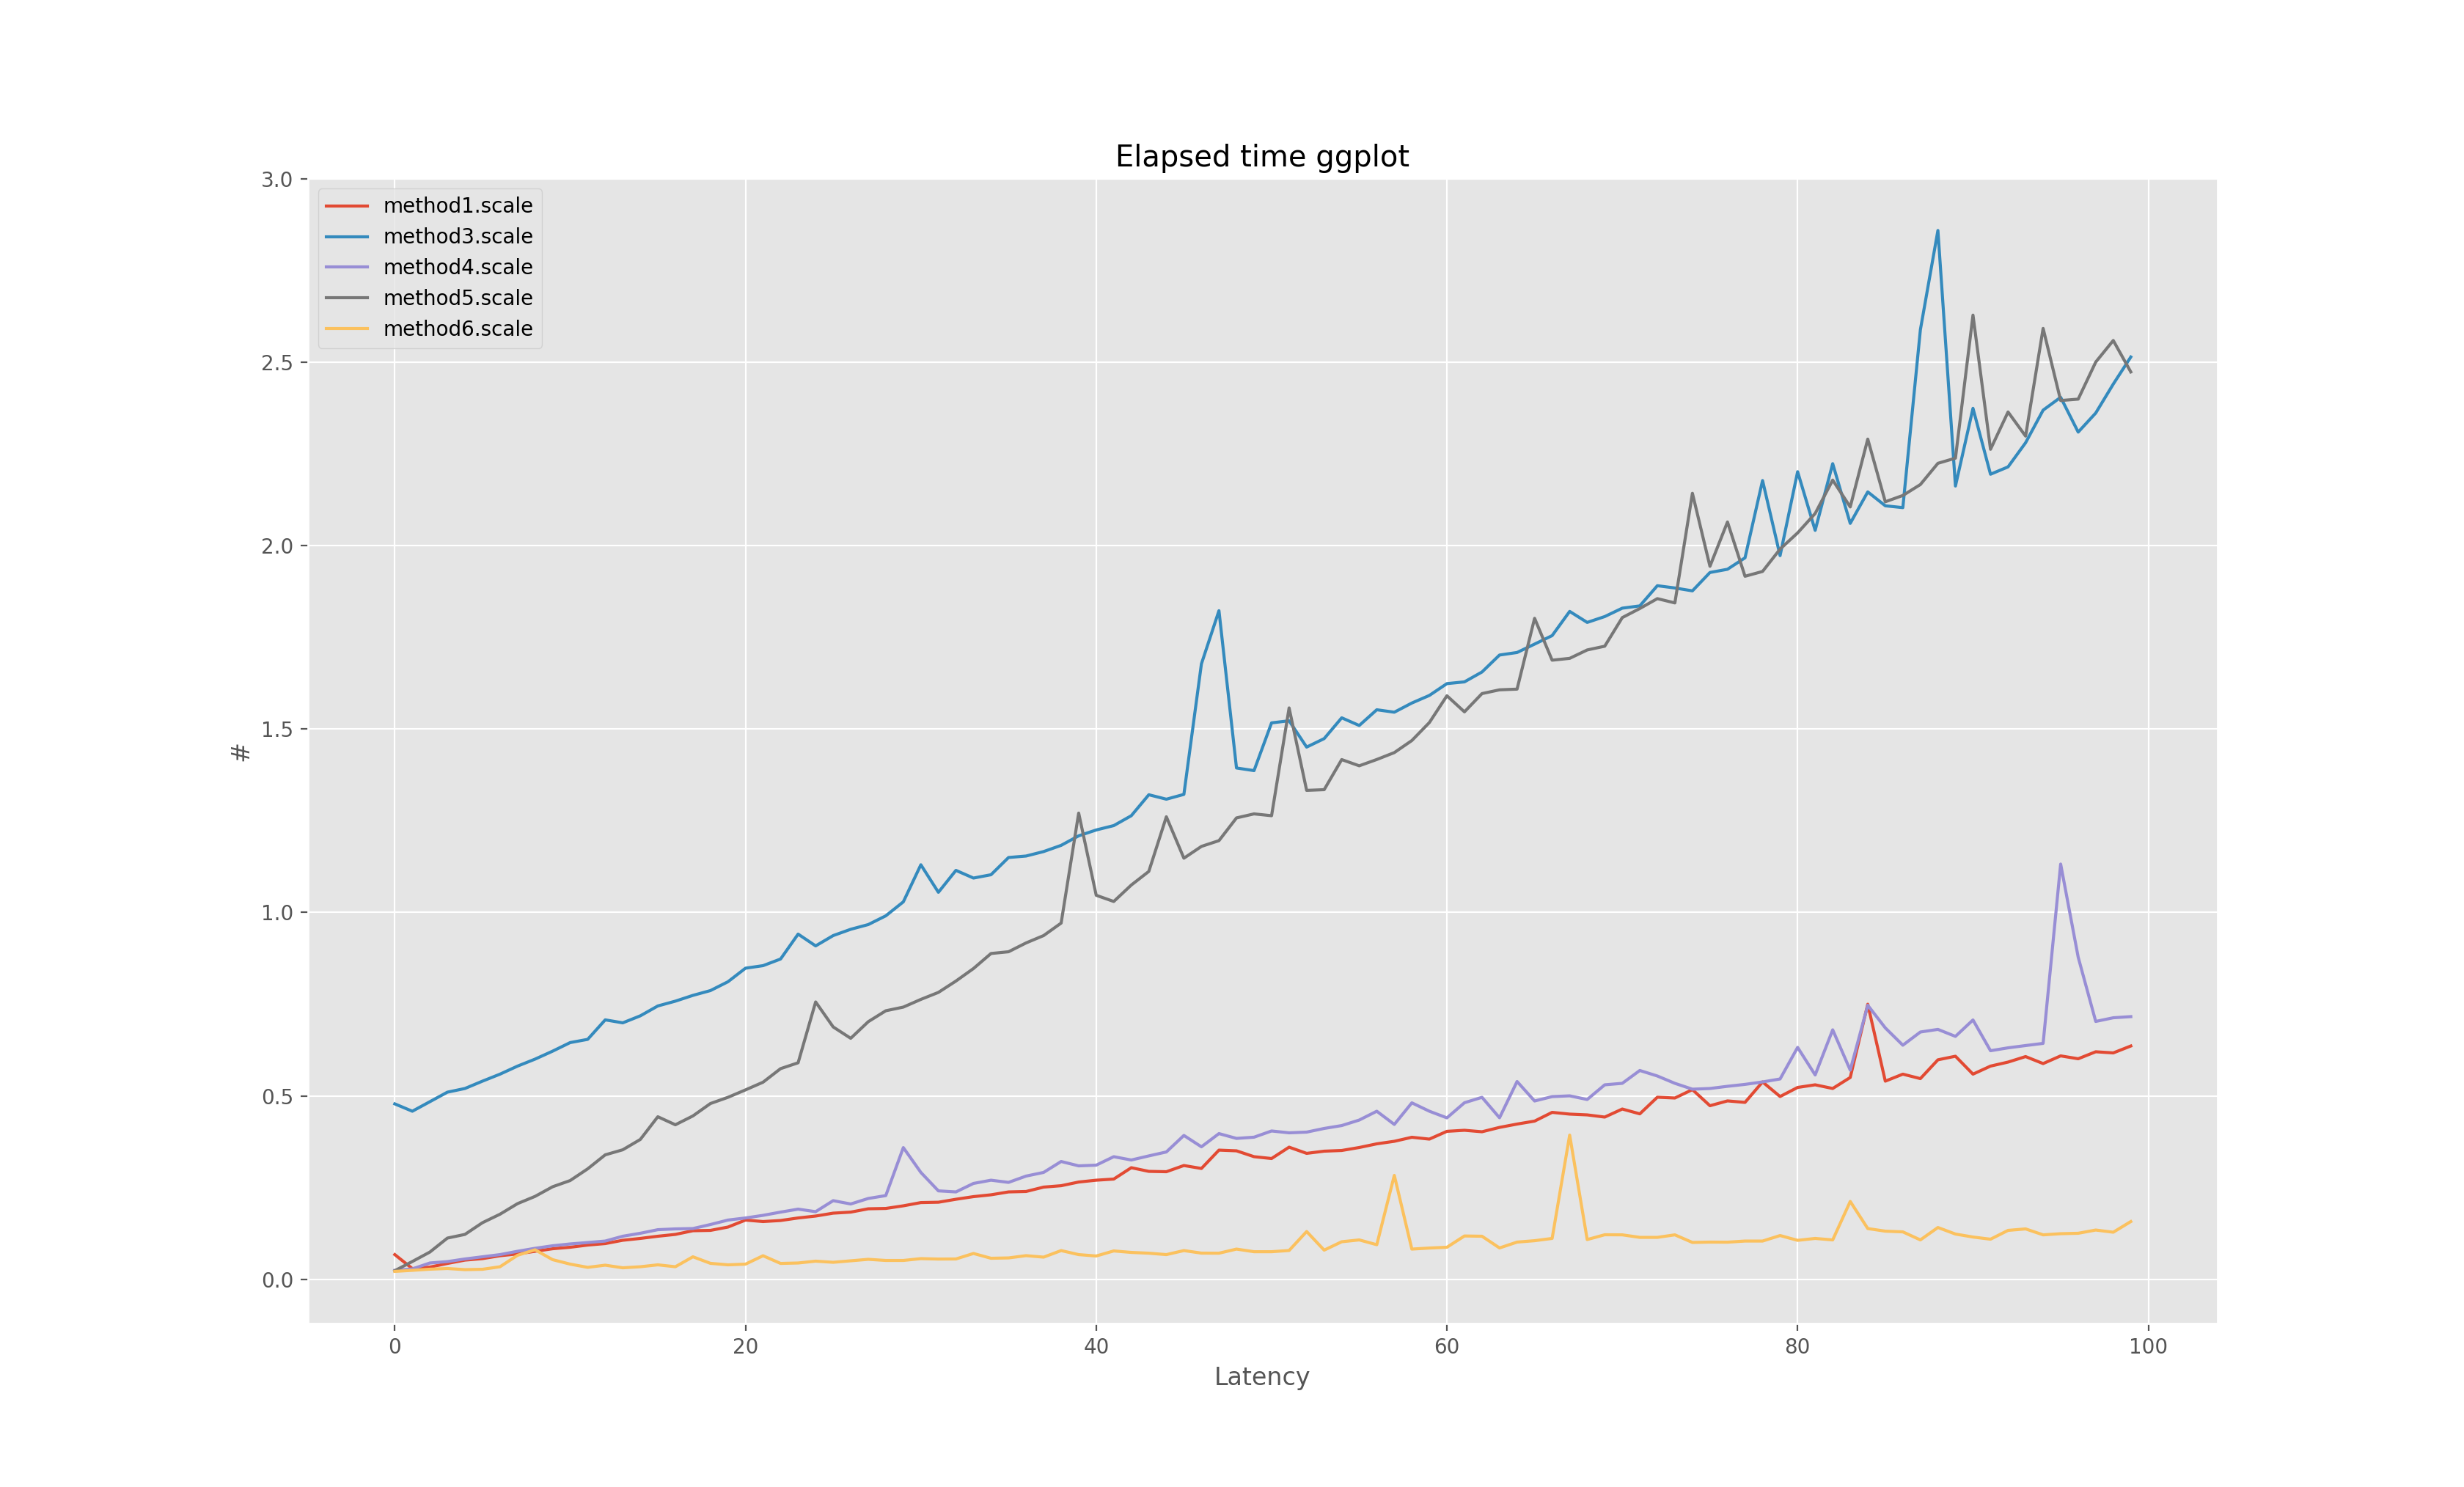 Elapsed time ggplot
3.0
2.5
2.0
1.5
1.0
0.5
0.0
#
method1.scale
method3.scale
method4.scale
method5.scale
method6.scale
0 20 40 60 80 100
Latency